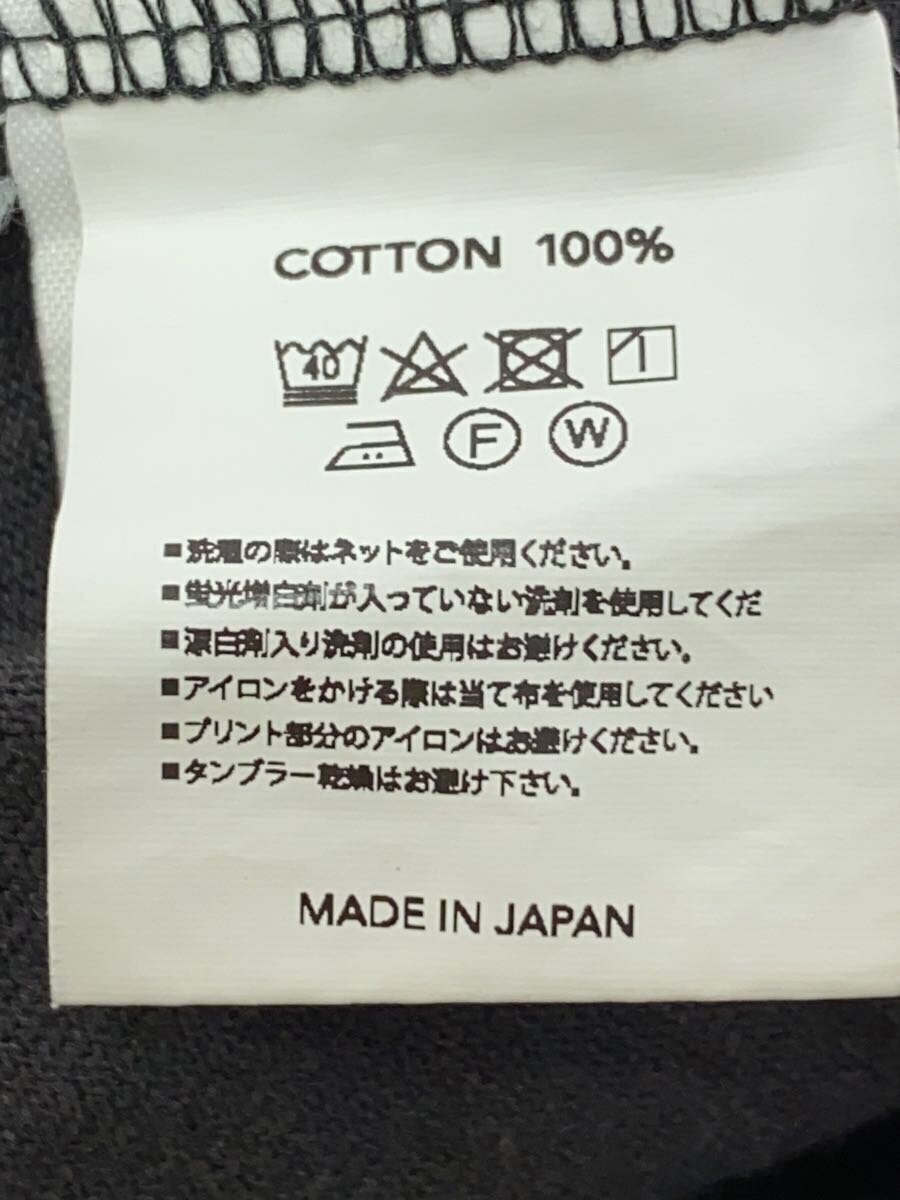 COTTON 100%
40
F W
■洗濯の際はネットをご使用ください。
■蛍光増白剤が入っていない洗剤を使用してくだ
■漂白剤入り洗剤の使用はお避けください。
■アイロンをかける際は当て布を使用してください
■プリント部分のアイロンはお避けください。
■タンブラー乾燥はお避け下さい。
MADE IN JAPAN